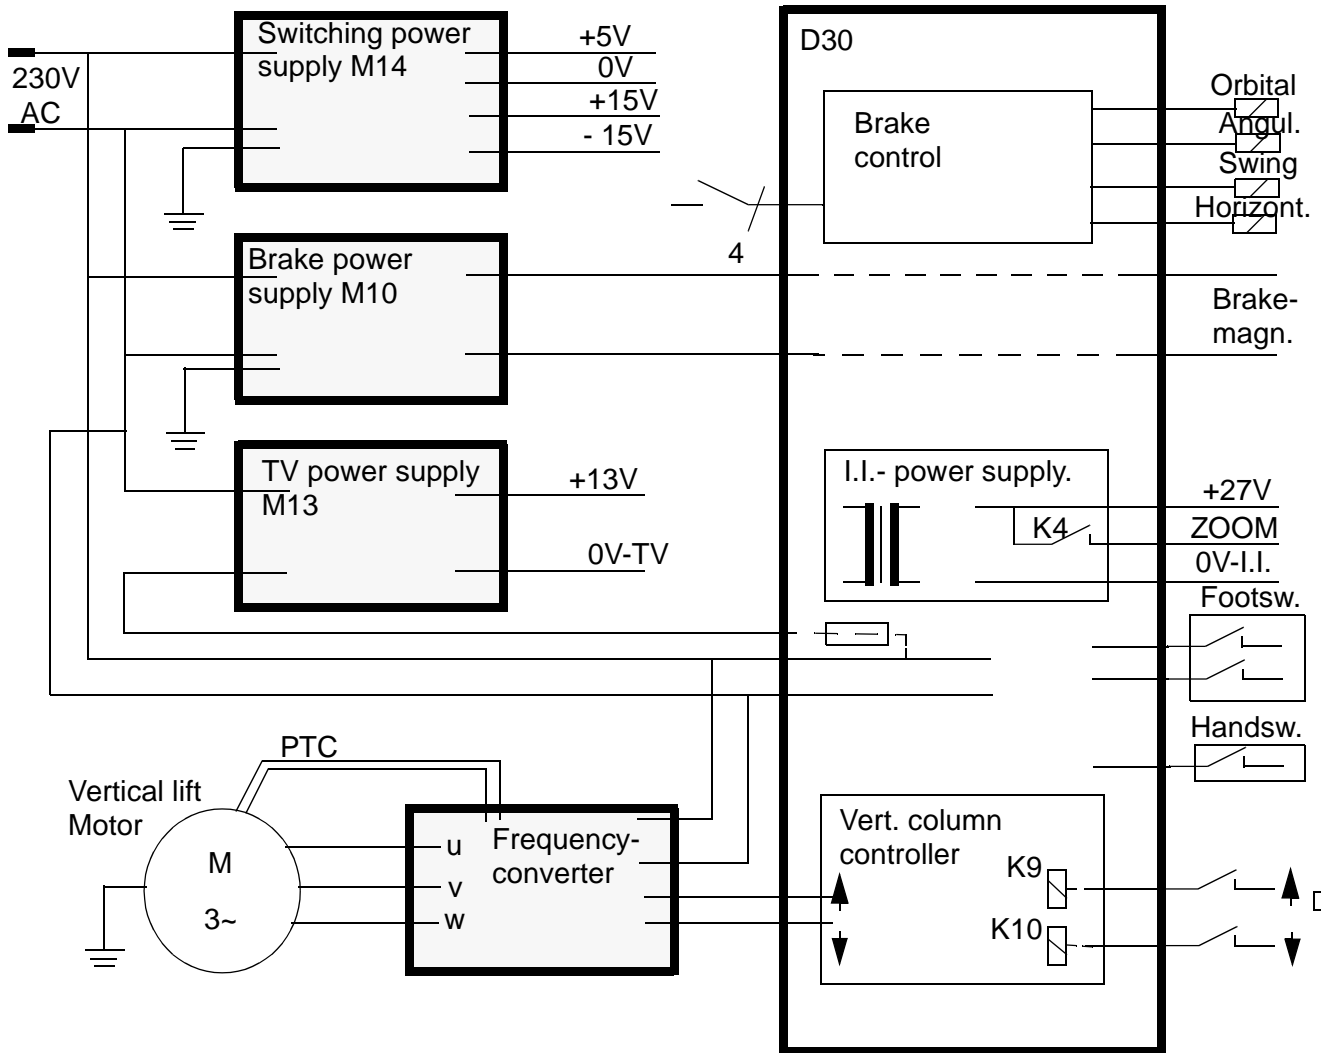 Switching power
supply M14
+5V
0V
+15V
- 15V
230V
AC
D30
Brake
control
Orbital
Angul.
Swing
Horizont.
4
Brake power
supply M10
Brake-
magn.
TV power supply
M13
+13V
0V-TV
I.I.- power supply.
K4
+27V
ZOOM
0V-I.I.
Footsw.
Handsw.
PTC
Vertical lift
Motor
M
3~
u
v
w
Frequency-
converter
Vert. column
controller
K9
K10